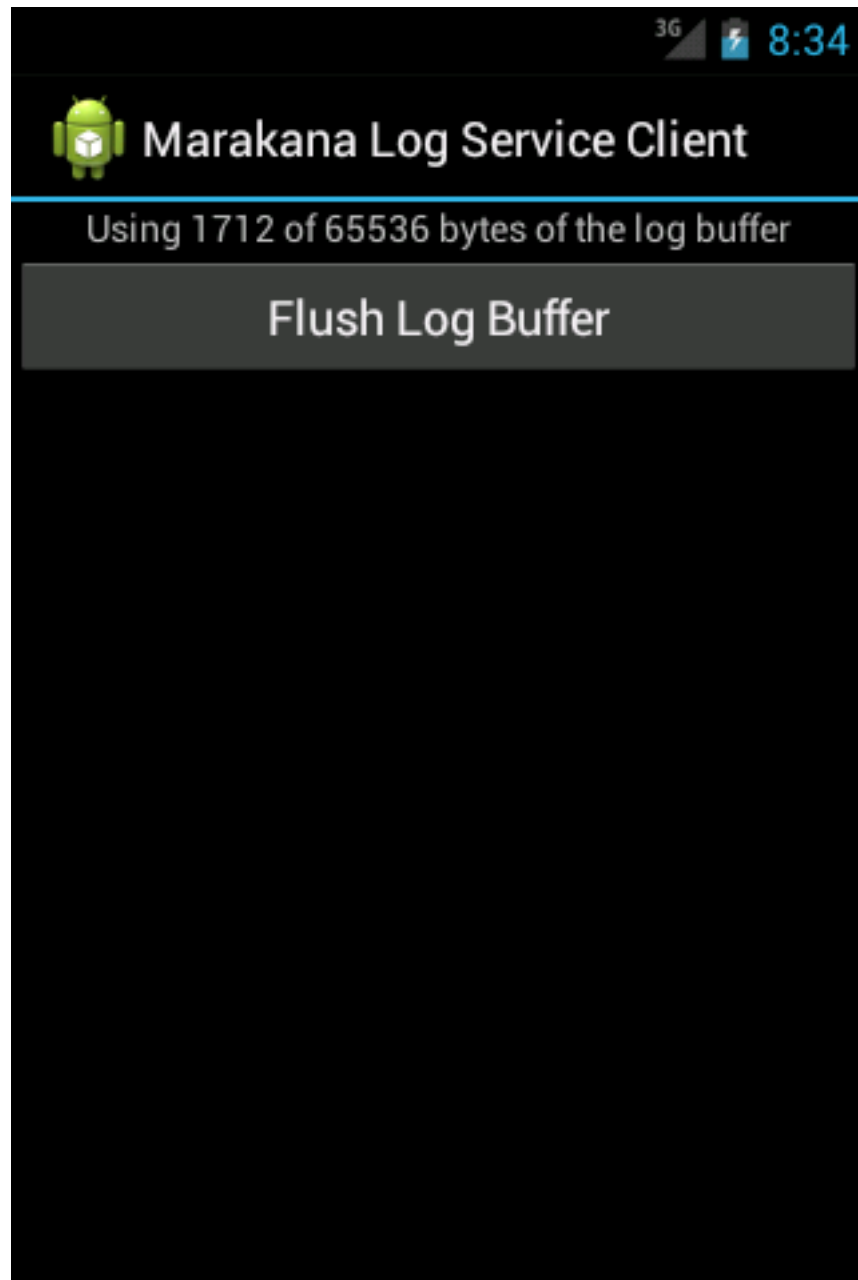 3G 8:34
Marakana Log Service Client
Using 1712 of 65536 bytes of the log buffer
Flush Log Buffer